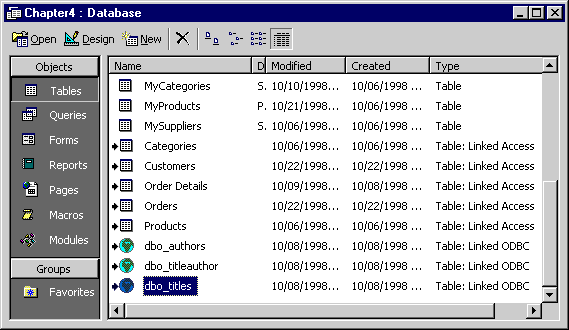 Chapter4 : Database
Open Design New
Objects
Tables
Queries
Forms
Reports
Pages
Macros
Modules
Groups
Favorites
Name D Modified Created Type
MyCategories S. 10/10/1998... 10/06/1998 ... Table
MyProducts P. 10/21/1998... 10/06/1998 ... Table
MySuppliers S. 10/06/1998... 10/06/1998 ... Table
Categories 10/06/1998... 10/06/1998 ... Table: Linked Access
Customers 10/22/1998... 10/22/1998 ... Table: Linked Access
Order Details 10/09/1998... 10/08/1998 ... Table: Linked Access
Orders 10/22/1998... 10/22/1998 ... Table: Linked Access
Products 10/06/1998... 10/06/1998 ... Table: Linked Access
dbo_authors 10/08/1998... 10/08/1998 ... Table: Linked ODBC
dbo_titleauthor 10/08/1998... 10/08/1998 ... Table: Linked ODBC
dbo_titles 10/08/1998... 10/08/1998 ... Table: Linked ODBC